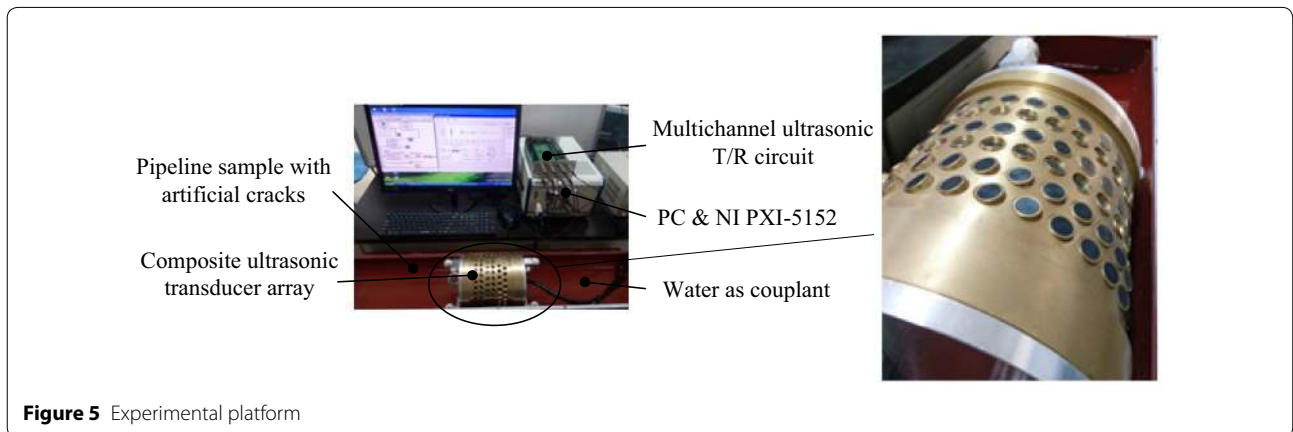 Pipeline sample with
artificial cracks
Composite ultrasonic
transducer array
Multichannel ultrasonic
T/R circuit
PC & NI PXI-5152
Water as couplant
Figure 5 Experimental platform